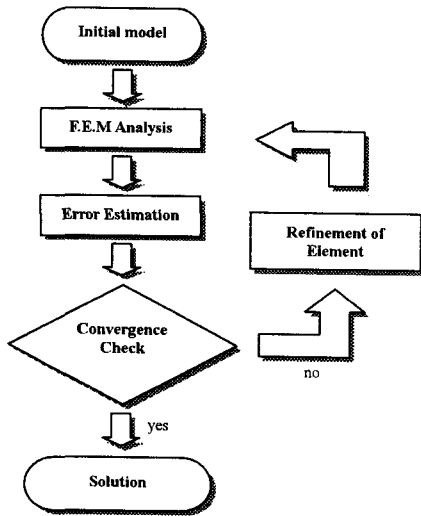 Initial model
F.E.M Analysis
Error Estimation
Refinement of
Element
Convergence
Check
no
yes
Solution